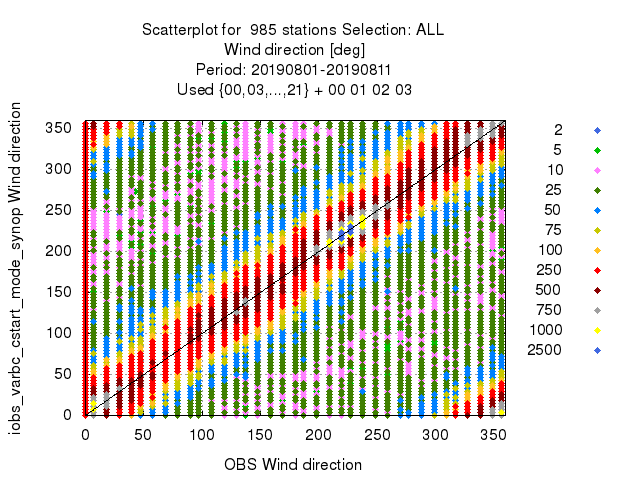 Scatterplot for 985 stations Selection: ALL
Wind direction [deg]
Period: 20190801-20190811
Used {00,03,...,21} + 00 01 02 03
iobs_varbc_cstart_mode_synop Wind direction
350
300
250
200
150
100
50
0
0 50 100 150 200 250 300 350
OBS Wind direction
2
5
10
25
50
75
100
250
500
750
1000
2500